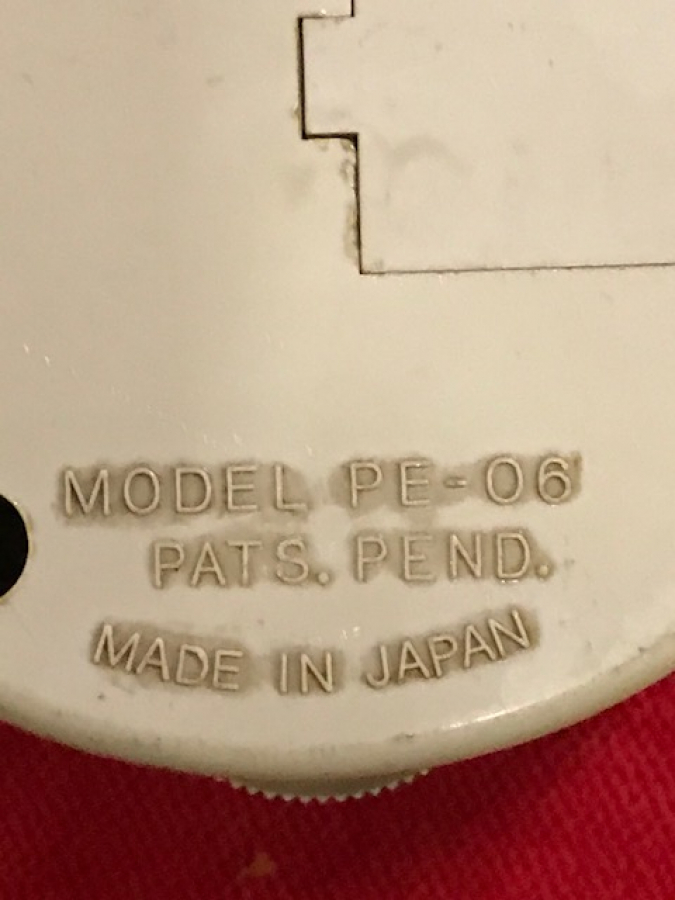 MODEL PE-06
PATS. PEND.
MADE IN JAPAN